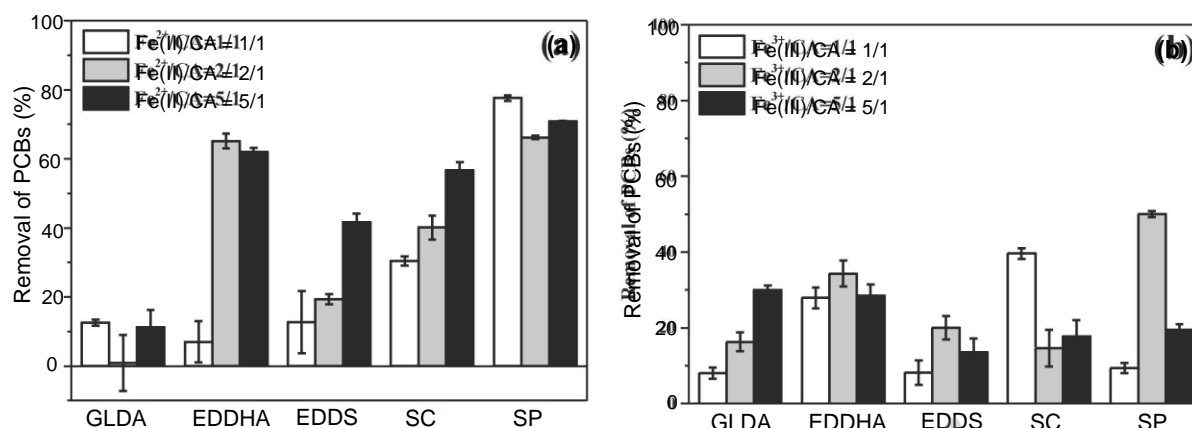 100
80
60
40
20
0
Removal of PCBs (%)
Fe(II)/CA = 1/1
Fe(II)/CA = 2/1
Fe(II)/CA = 5/1
(a)
GLDA EDDHA EDDS SC SP
100
80
60
40
20
0
Removal of PCBs (%)
Fe(III)/CA = 1/1
Fe(III)/CA = 2/1
Fe(III)/CA = 5/1
(b)
GLDA EDDHA EDDS SC SP